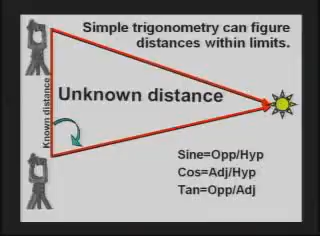 Simple trigonometry can figure
distances within limits.
Known distance
Unknown distance
Sine=Opp/Hyp
Cos=Adj/Hyp
Tan=Opp/Adj